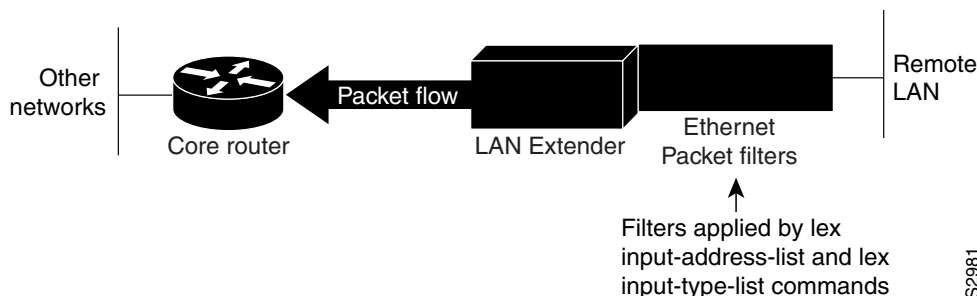 Other
networks
Core router
Packet flow
LAN Extender
Ethernet
Packet filters
Remote
LAN
Filters applied by lex
input-address-list and lex
input-type-list commands
S2981